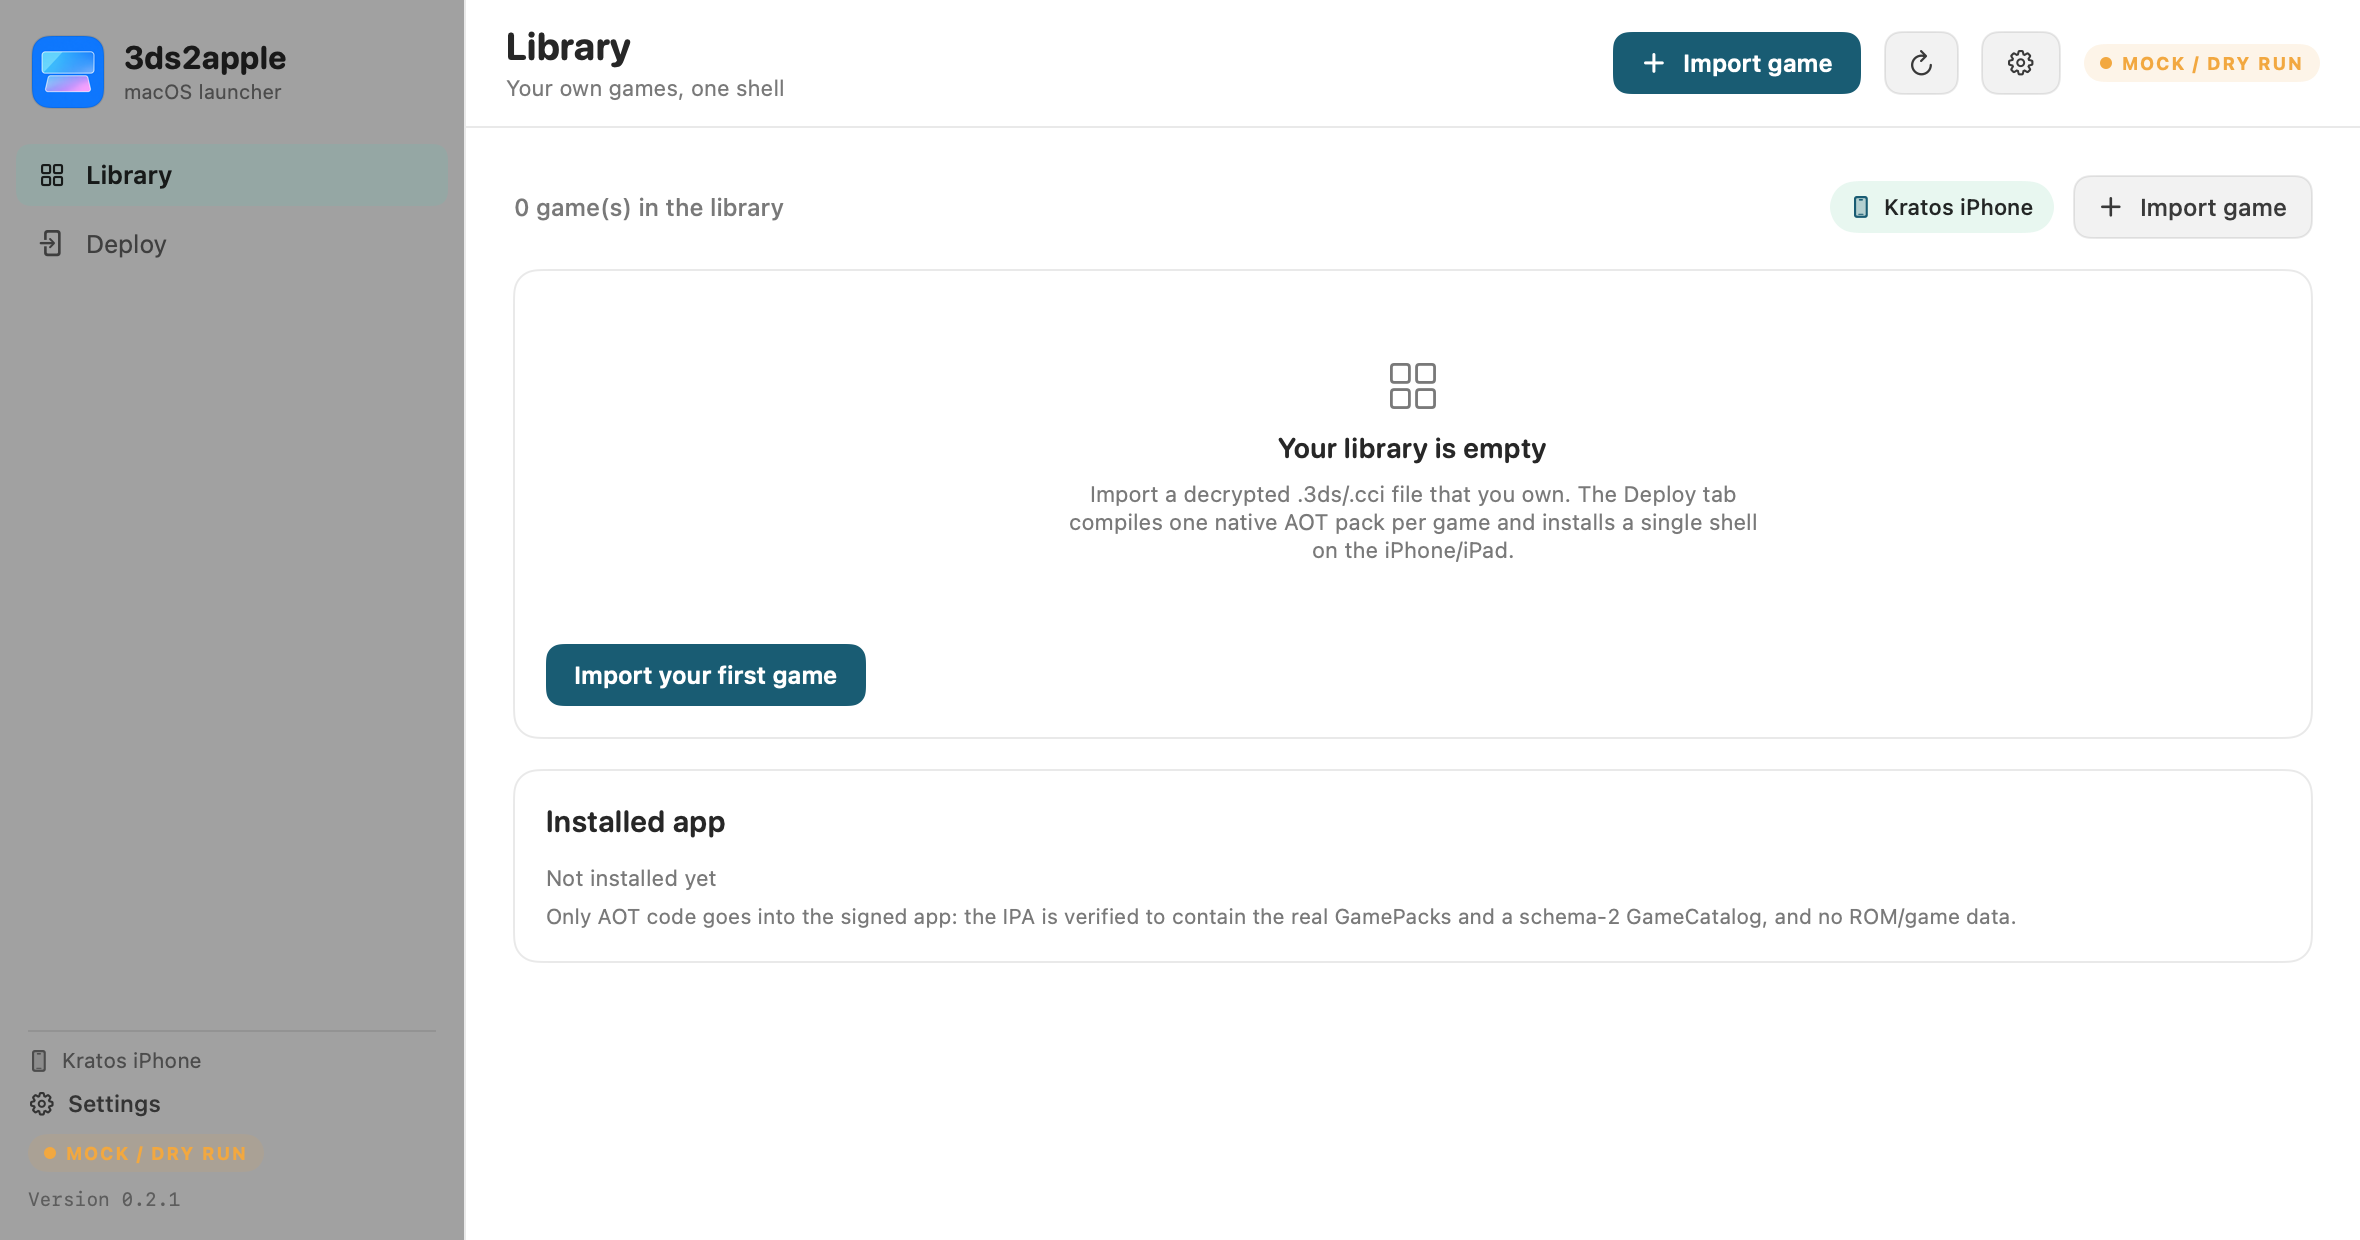 3ds2apple
macOS launcher
Library
Deploy
Kratos iPhone
Settings
MOCK / DRY RUN
Version 0.2.1
Library
Your own games, one shell
Import game
MOCK / DRY RUN
0 game(s) in the library
Kratos iPhone
Import game
Your library is empty
Import a decrypted .3ds/.cci file that you own. The Deploy tab
compiles one native AOT pack per game and installs a single shell
on the iPhone/iPad.
Import your first game
Installed app
Not installed yet
Only AOT code goes into the signed app: the IPA is verified to contain the real GamePacks and a schema-2 GameCatalog, and no ROM/game data.